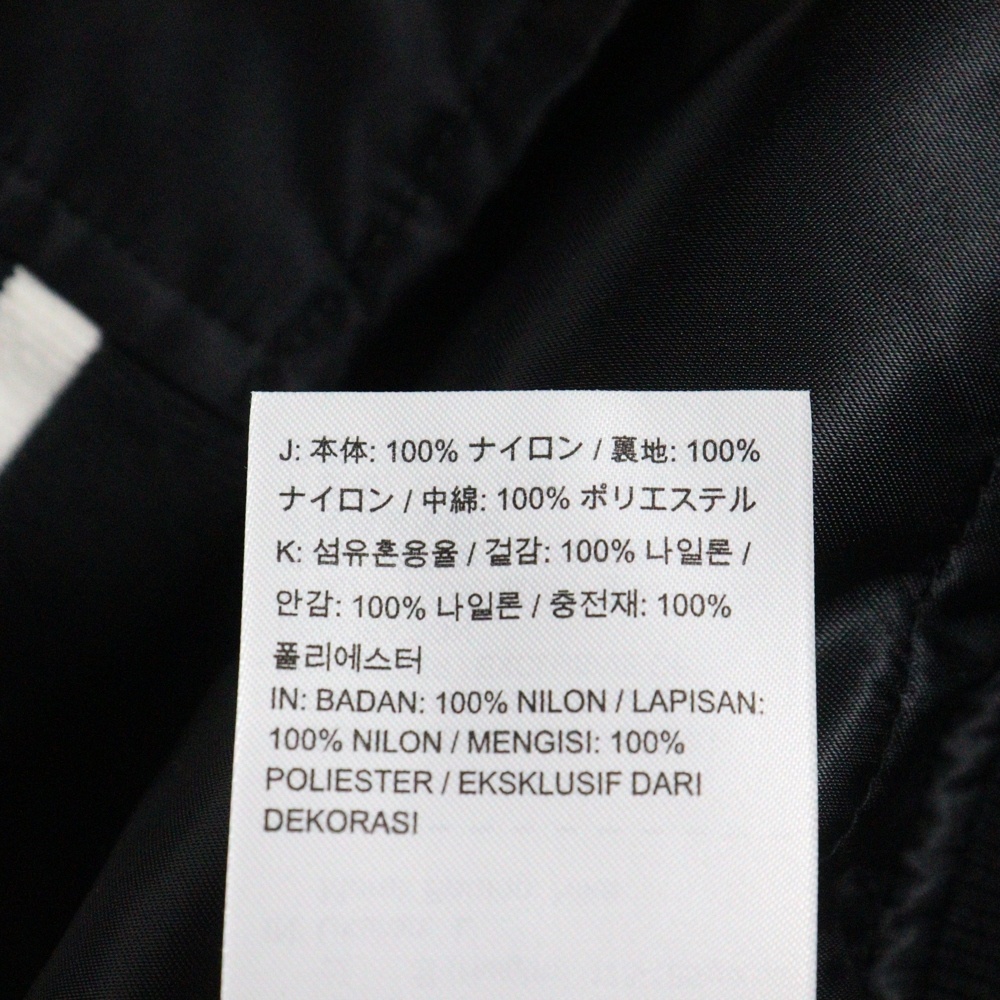 J: 本体: 100% ナイロン / 裏地: 100%
ナイロン / 中綿: 100% ポリエステル
K: 섬유혼용율 / 겉감: 100% 나일론 /
안감: 100% 나일론 / 충전재: 100%
폴리에스터
IN: BADAN: 100% NILON / LAPISAN:
100% NILON / MENGISI: 100%
POLIESTER / EKSKLUSIF DARI
DEKORASI